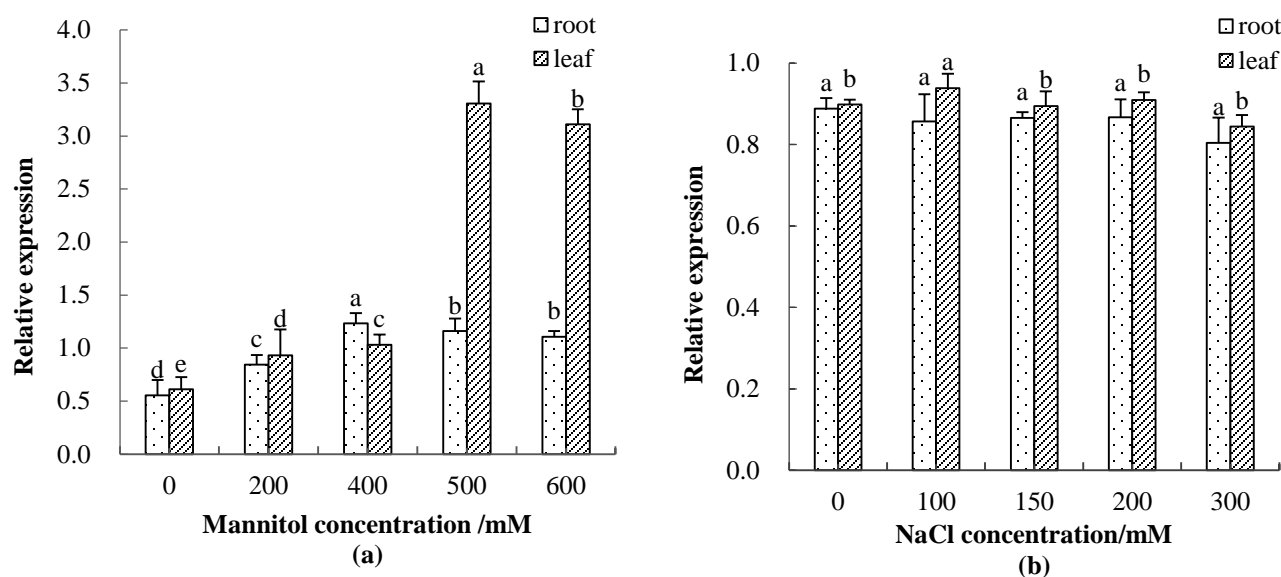 root
leaf
4.0
3.5
3.0
2.5
2.0
1.5
1.0
0.5
0.0
Relative expression
d e c d a c b a b b
0 200 400 500 600
Mannitol concentration /mM
(a)
root
leaf
1.0
0.8
0.6
0.4
0.2
0.0
Relative expression
a b a a a b a b a b
0 100 150 200 300
NaCl concentration/mM
(b)